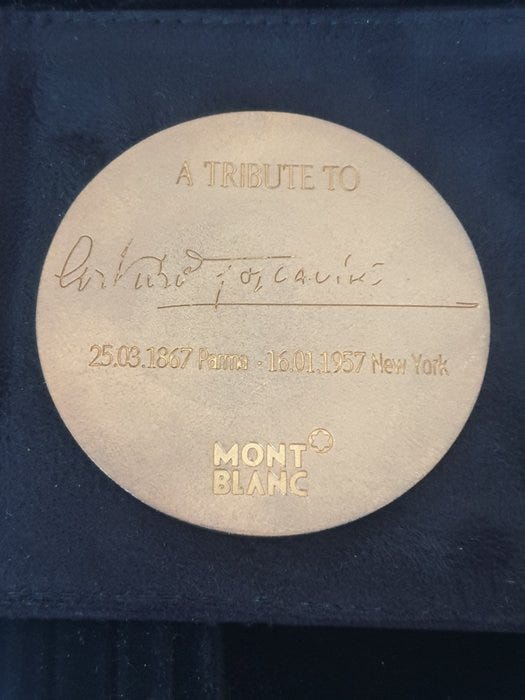 A TRIBUTE TO
Arturo Toscanini
25.03.1867 Parma · 16.01.1957 New York
MONT
BLANC